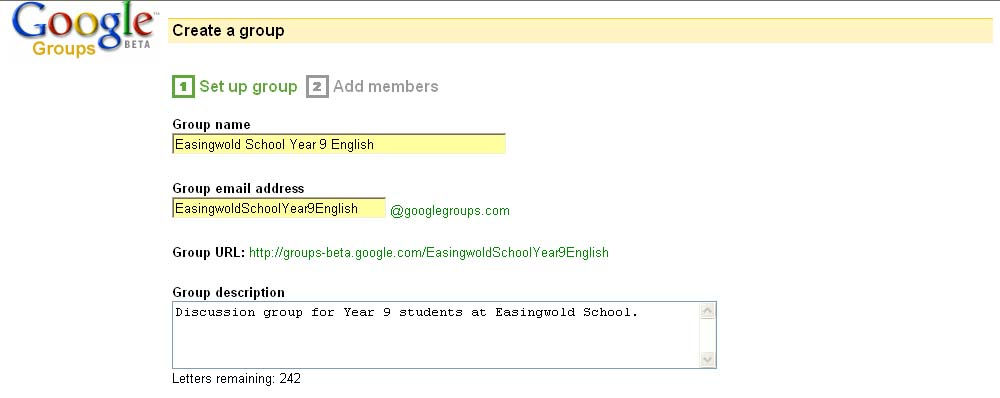 Google™
Groups BETA
Create a group
1 Set up group 2 Add members
Group name
Easingwold School Year 9 English
Group email address
EasingwoldSchoolYear9English @googlegroups.com
Group URL: http://groups-beta.google.com/EasingwoldSchoolYear9English
Group description
Discussion group for Year 9 students at Easingwold School.
Letters remaining: 242